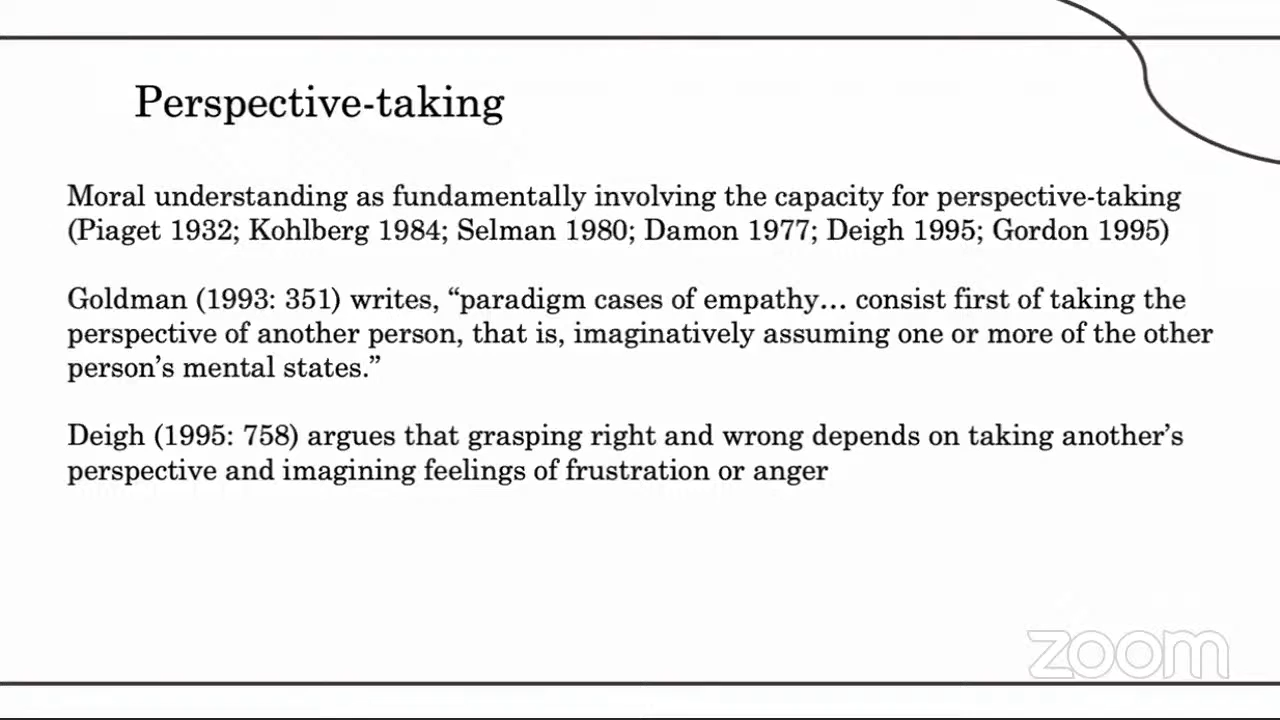 Perspective-taking
Moral understanding as fundamentally involving the capacity for perspective-taking
(Piaget 1932; Kohlberg 1984; Selman 1980; Damon 1977; Deigh 1995; Gordon 1995)
Goldman (1993: 351) writes, “paradigm cases of empathy… consist first of taking the
perspective of another person, that is, imaginatively assuming one or more of the other
person’s mental states.”
Deigh (1995: 758) argues that grasping right and wrong depends on taking another’s
perspective and imagining feelings of frustration or anger
zoom